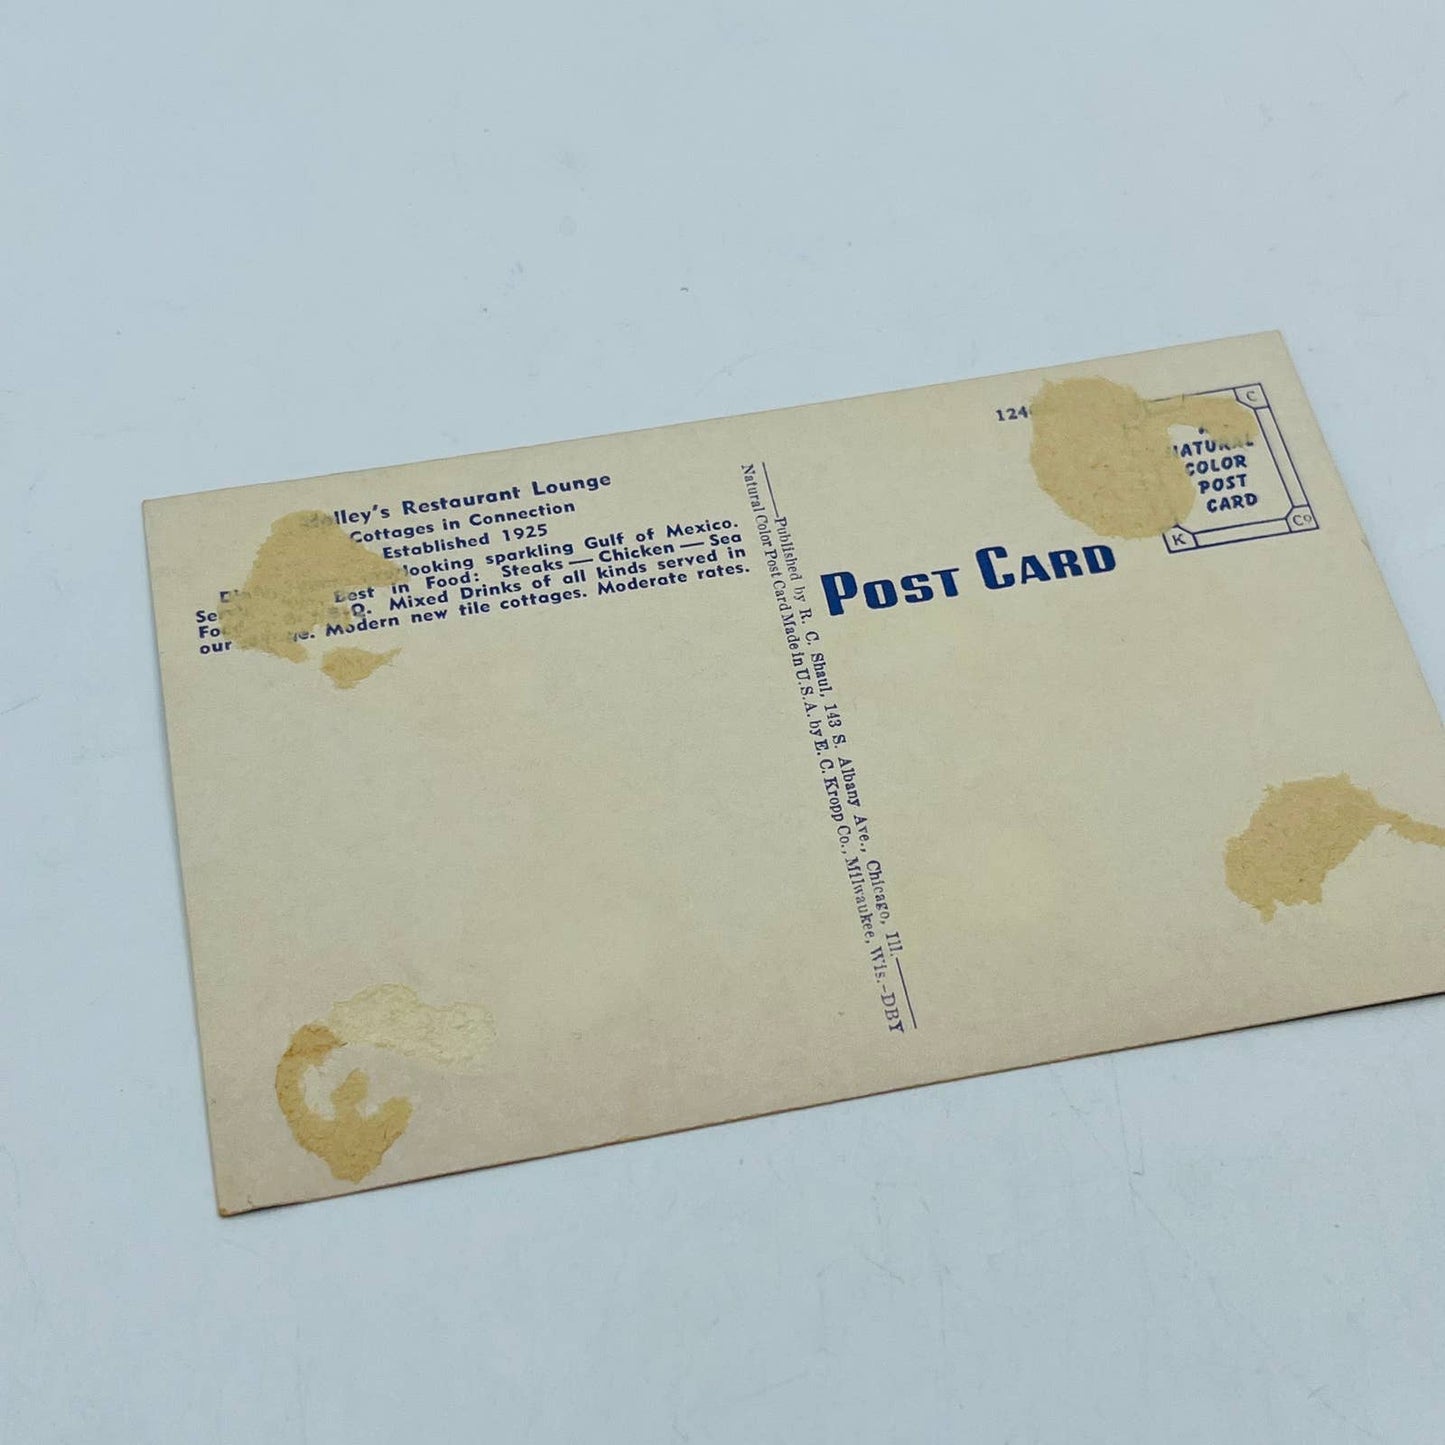 Restaurant Lounge
Cottages in Connection
Established 1925
sparkling Gulf of Mexico.
Best in Food: Steaks — Chicken — Sea
Mixed Drinks of all kinds served in
our Modern new tile cottages. Moderate rates.
Published by R. C. Shaul, 143 S. Albany Ave., Chicago, Ill.
Natural Color Post Card Made in U.S.A. by E. C. Kropp Co., Milwaukee, Wis.-DBY
POST CARD
NATURAL
COLOR
POST
CARD
C
K
Co